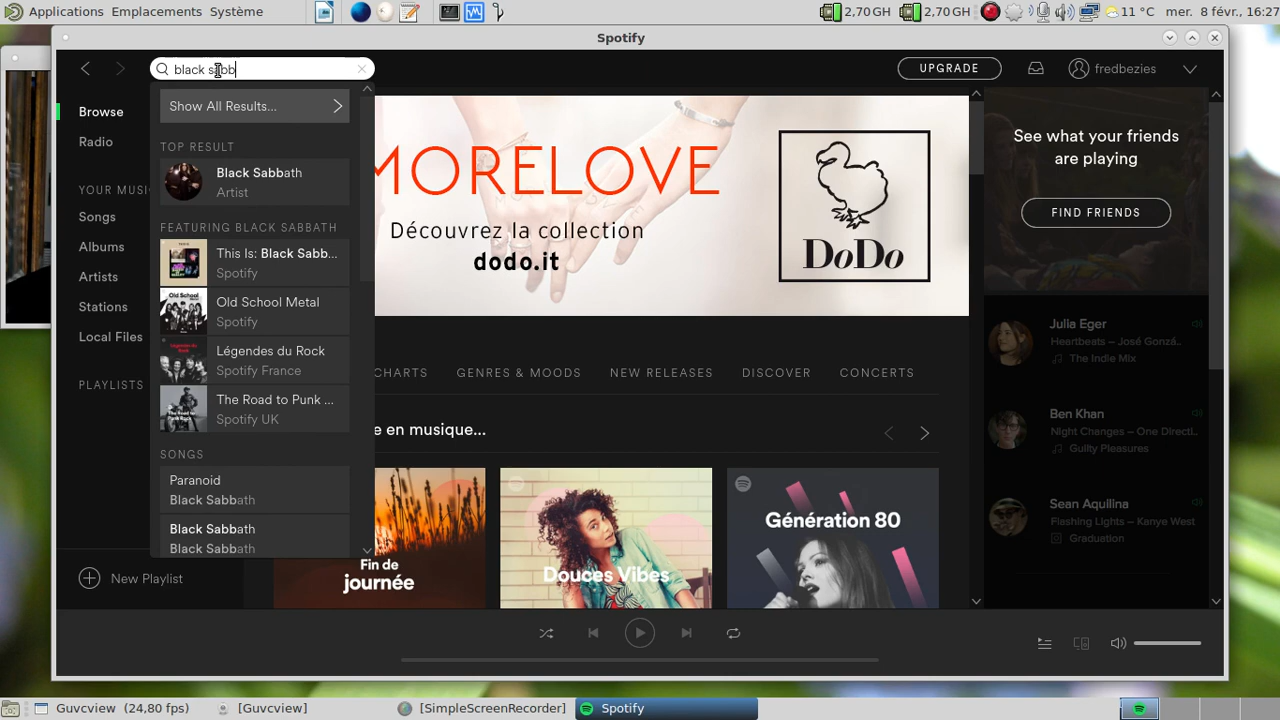 Applications Emplacements Système
2,70 GH 2,70 GH 11 °C mer. 8 févr., 16:27
Spotify
black sabb
UPGRADE
fredbezies
Browse
Radio
YOUR MUSI
Songs
Albums
Artists
Stations
Local Files
PLAYLISTS
New Playlist
Show All Results...
TOP RESULT
Black Sabbath
Artist
FEATURING BLACK SABBATH
This Is: Black Sabb...
Spotify
Old School Metal
Spotify
Légendes du Rock
Spotify France
The Road to Punk ...
Spotify UK
SONGS
Paranoid
Black Sabbath
Black Sabbath
Black Sabbath
MORELOVE
Découvrez la collection
dodo.it
DoDo
CHARTS GENRES & MOODS NEW RELEASES DISCOVER CONCERTS
e en musique...
Fin de
journée
Douces Vibes
Génération 80
See what your friends
are playing
FIND FRIENDS
Julia Eger
Heartbeats – José Gonzá..
The Indie Mix
Ben Khan
Night Changes – One Directi..
Guilty Pleasures
Sean Aquilina
Flashing Lights – Kanye West
Graduation
Guvcview (24,80 fps) [Guvcview] [SimpleScreenRecorder] Spotify